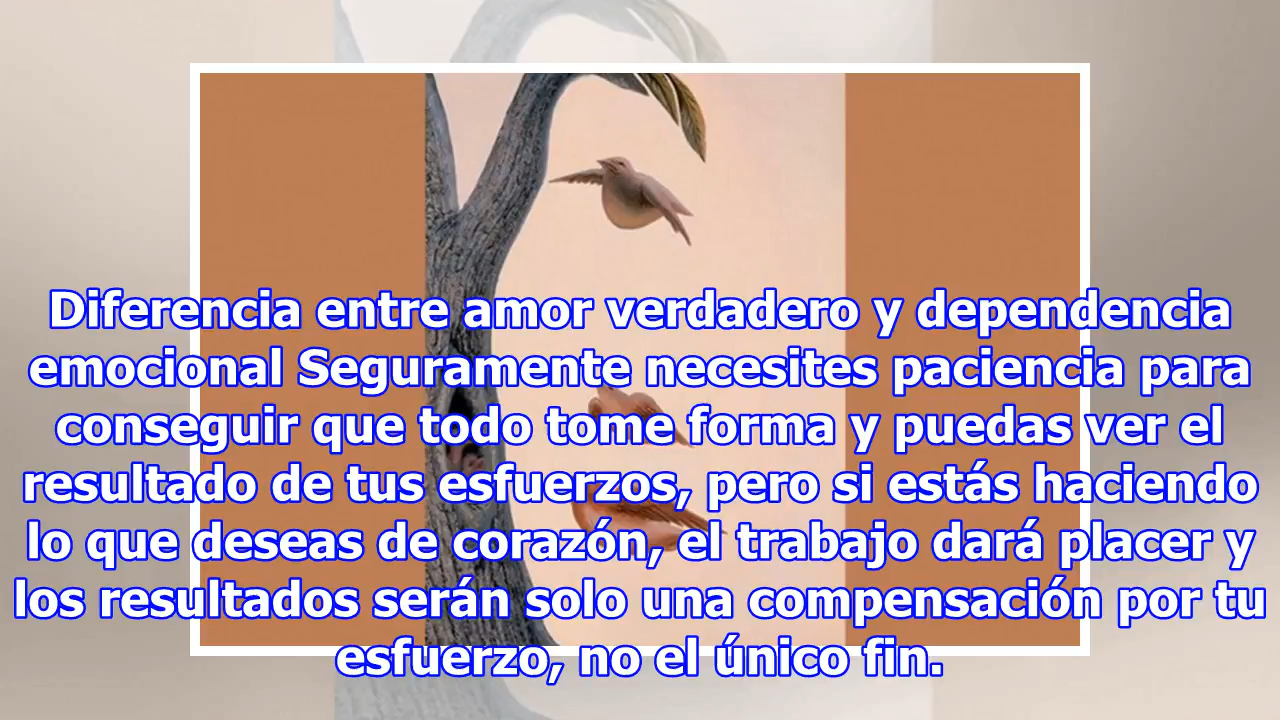 Diferencia entre amor verdadero y dependencia
emocional Seguramente necesites paciencia para
conseguir que todo tome forma y puedas ver el
resultado de tus esfuerzos, pero si estás haciendo
lo que deseas de corazón, el trabajo dará placer y
los resultados serán solo una compensación por tu
esfuerzo, no el único fin.